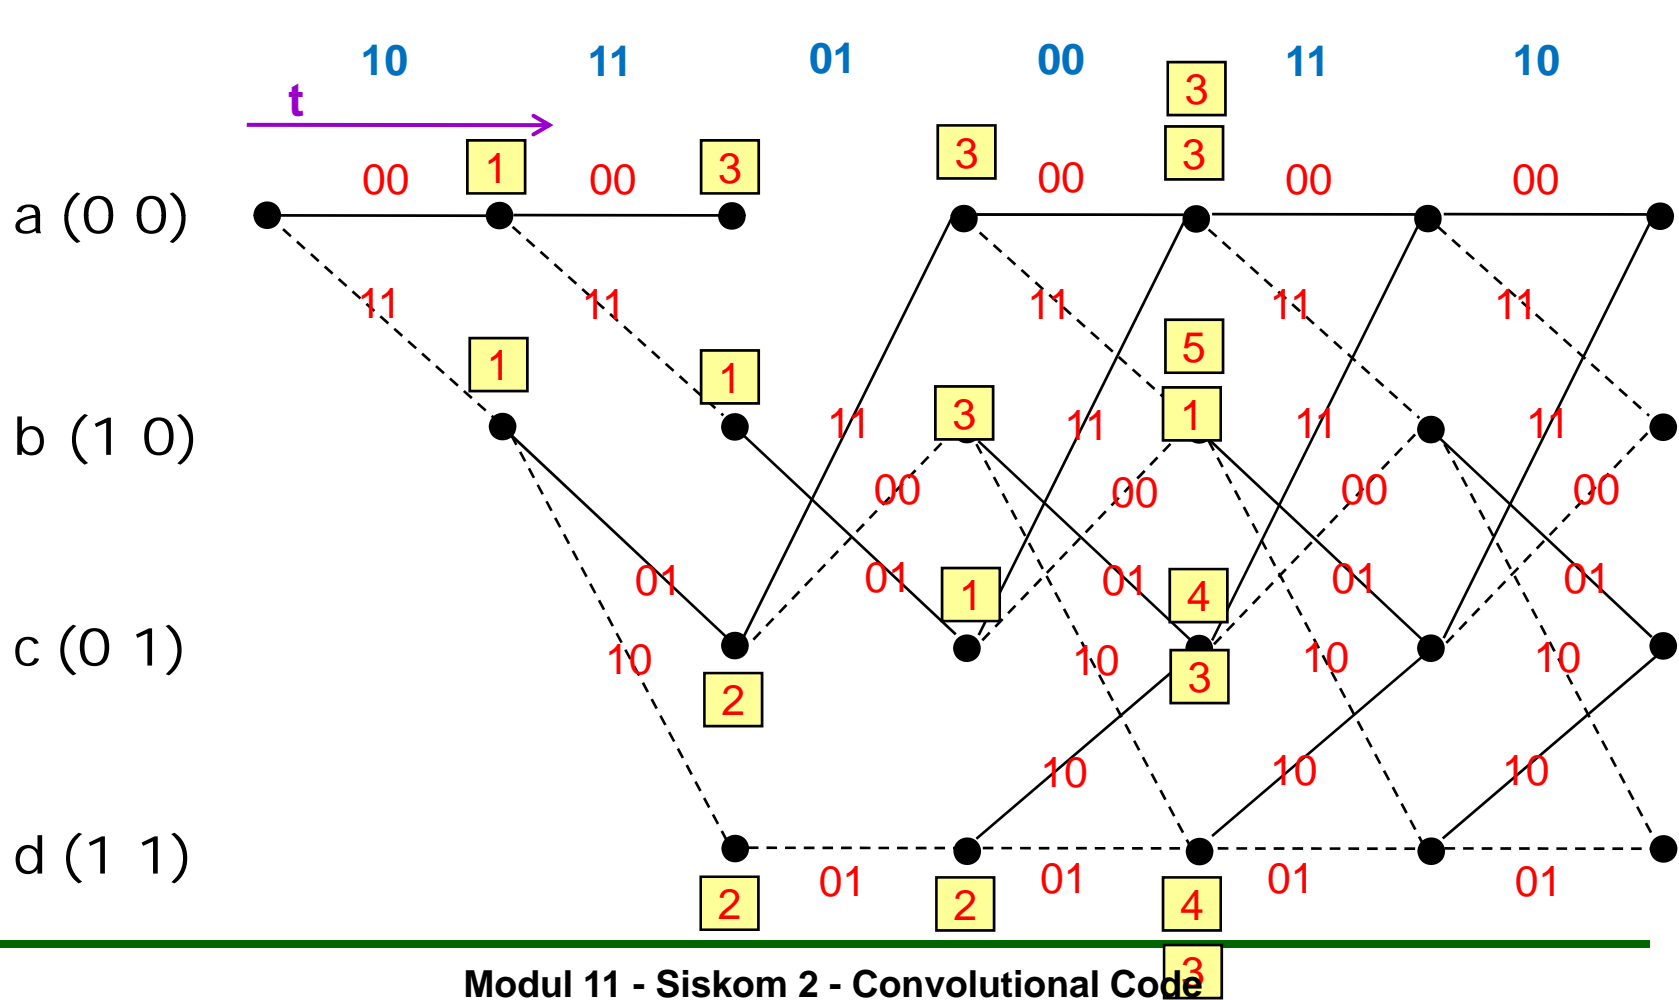 10 11 01 00 11 10
3
t
1 3 3 3
00 00 00 00 00
a (0 0)
11 11 11 11 11
5
1 1 3 1
11 11 11 11
b (1 0)
00 00 00 00
01 01 01 01 01
1 4
c (0 1)
10 10 10 10
2 3
10 10 10
d (1 1)
01 01 01 01
2 2 4
3
Modul 11 - Siskom 2 - Convolutional Code